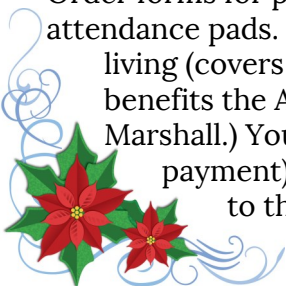 Order forms for p
attendance pads.
living (covers
benefits the A
Marshall.) You
payment)
to th